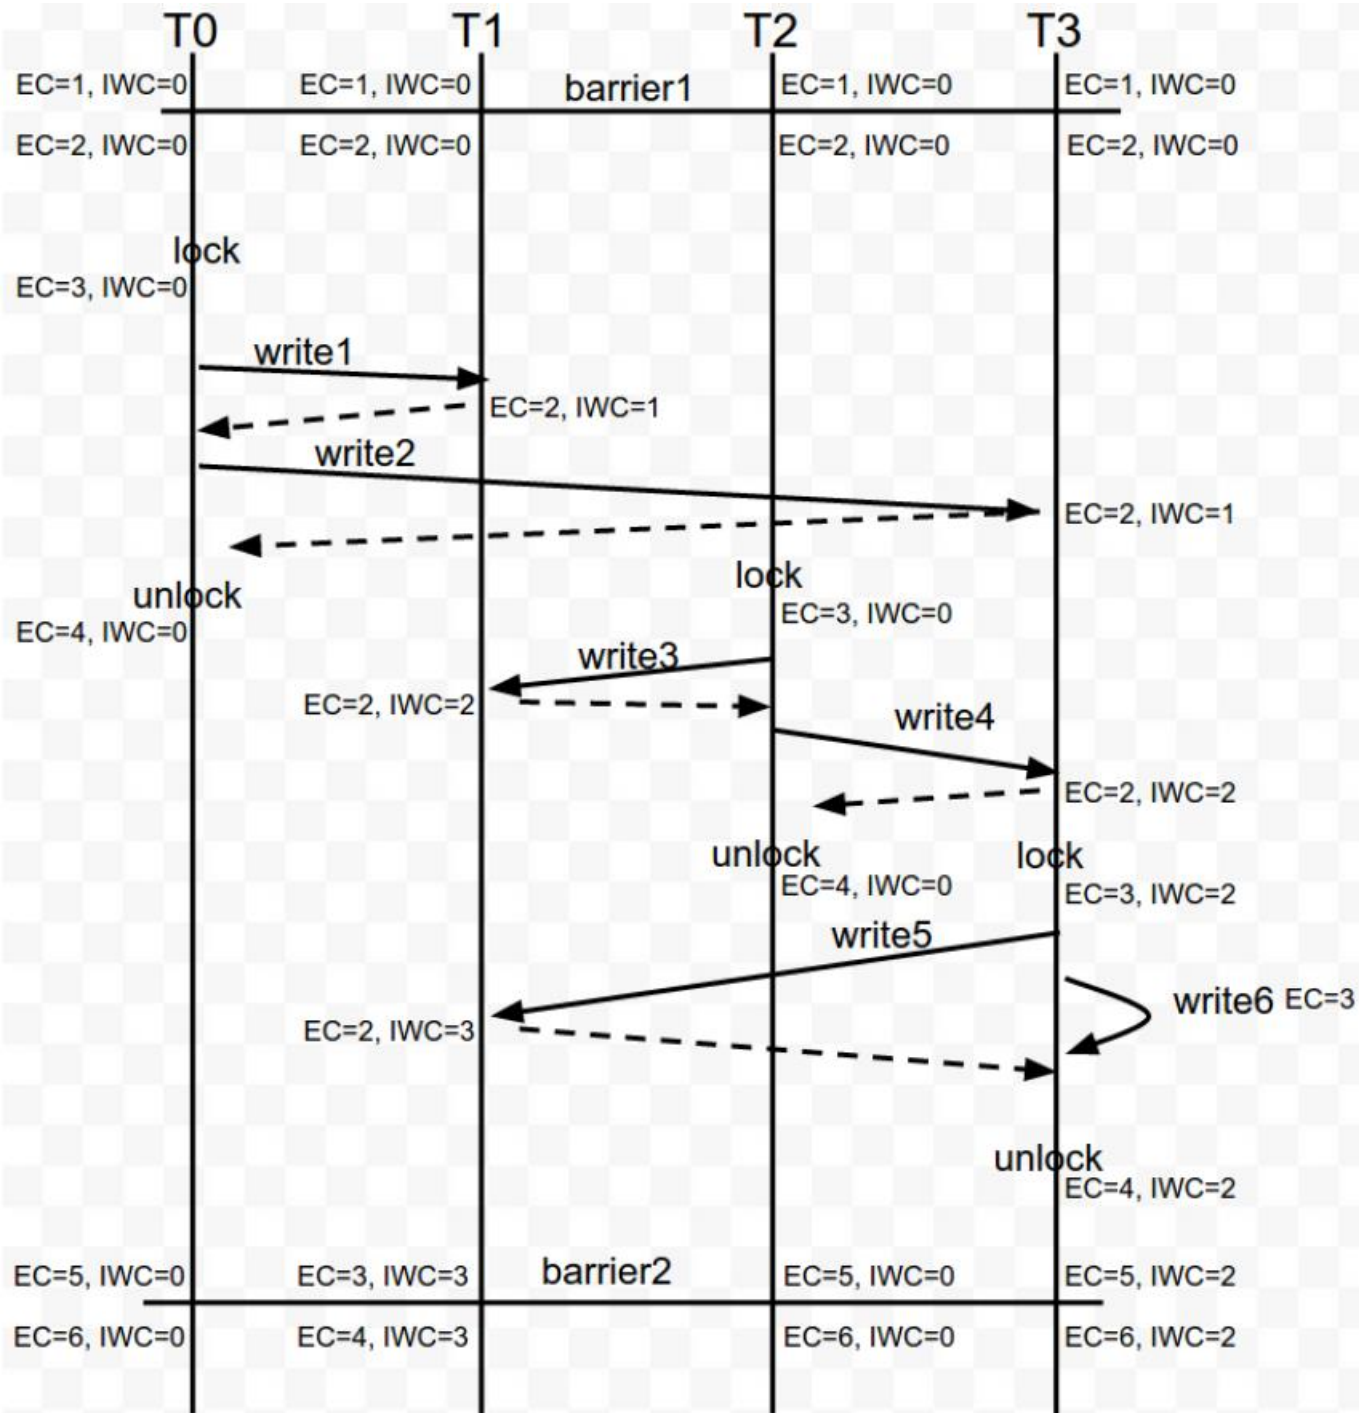 T0 T1 T2 T3
EC=1, IWC=0 EC=1, IWC=0 barrier1 EC=1, IWC=0 EC=1, IWC=0
EC=2, IWC=0 EC=2, IWC=0 EC=2, IWC=0 EC=2, IWC=0
lock
EC=3, IWC=0
write1
EC=2, IWC=1
write2
EC=2, IWC=1
lock
unlock
EC=3, IWC=0
EC=4, IWC=0
write3
EC=2, IWC=2
write4
EC=2, IWC=2
unlock lock
EC=4, IWC=0 EC=3, IWC=2
write5
write6 EC=3
EC=2, IWC=3
unlock
EC=4, IWC=2
EC=5, IWC=0 EC=3, IWC=3 barrier2 EC=5, IWC=0 EC=5, IWC=2
EC=6, IWC=0 EC=4, IWC=3 EC=6, IWC=0 EC=6, IWC=2